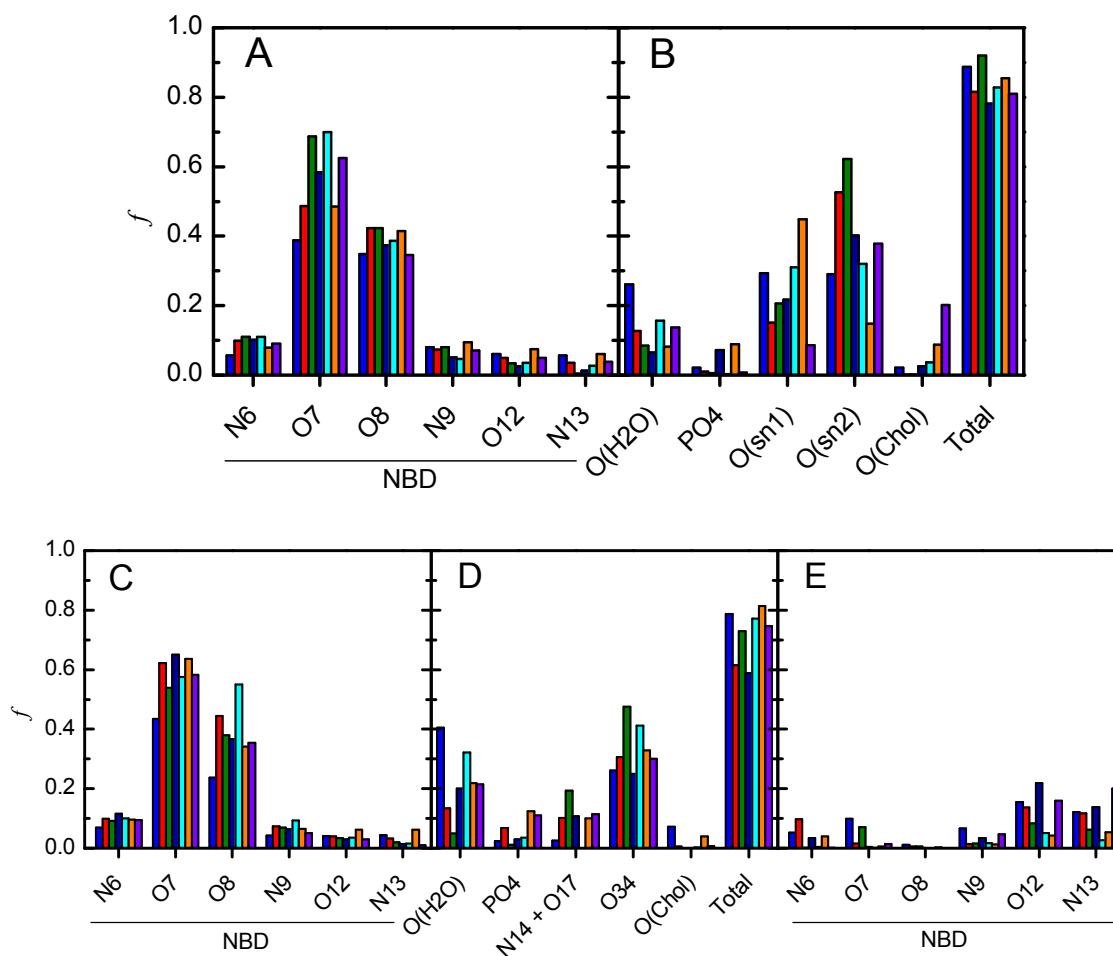 A
B
f
1.0
0.8
0.6
0.4
0.2
0.0
N6
O7
O8
N9
O12
N13
O(H2O)
PO4
O(sn1)
O(sn2)
O(Chol)
Total
NBD
C
D
E
f
1.0
0.8
0.6
0.4
0.2
0.0
N6
O7
O8
N9
O12
N13
O(H2O)
PO4
N14 + O17
O34
O(Chol)
Total
N6
O7
O8
N9
O12
N13
NBD
NBD